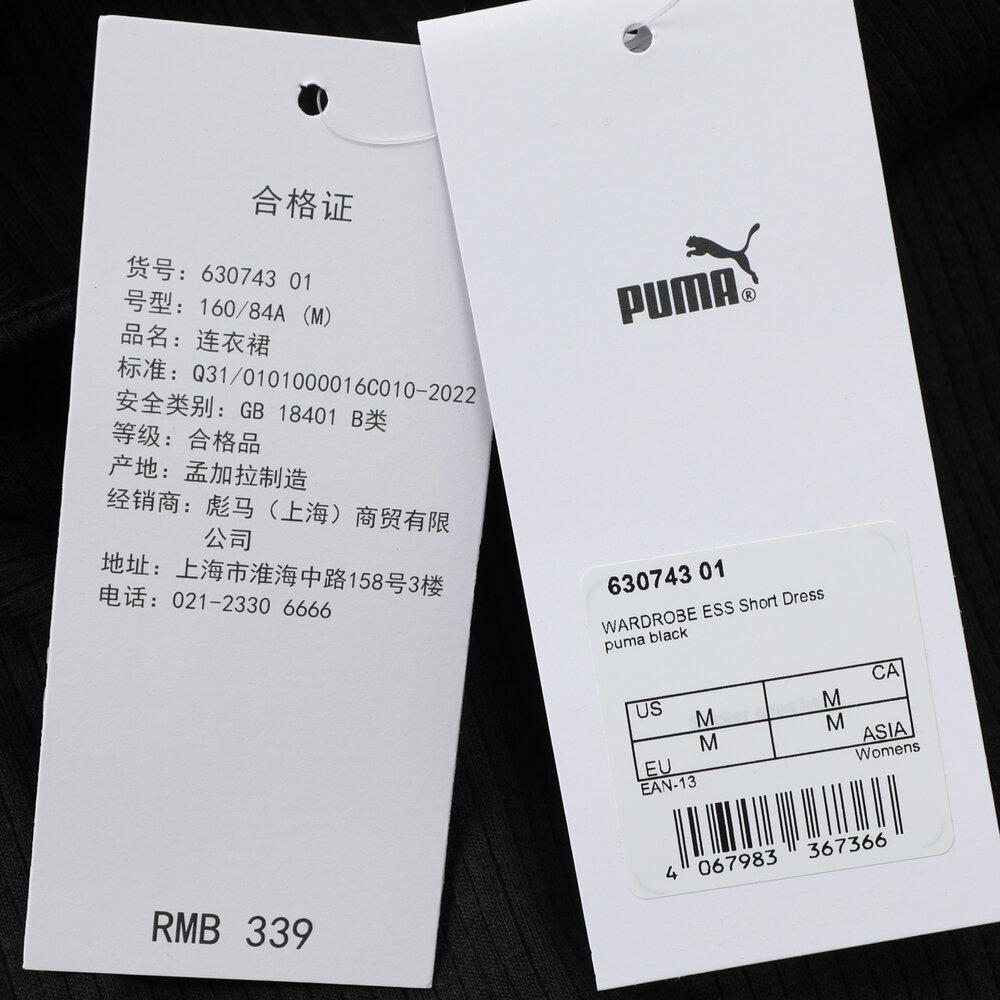 合格证
货号：630743 01
号型：160/84A (M)
品名：连衣裙
标准：Q31/0101000016C010-2022
安全类别：GB 18401 B类
等级：合格品
产地：孟加拉制造
经销商：彪马（上海）商贸有限
公司
地址：上海市淮海中路158号3楼
电话：021-2330 6666
RMB 339
PUMA®
630743 01
WARDROBE ESS Short Dress
puma black
US M
M CA
M EU
M ASIA
EAN-13 Womens
4 067983 367366